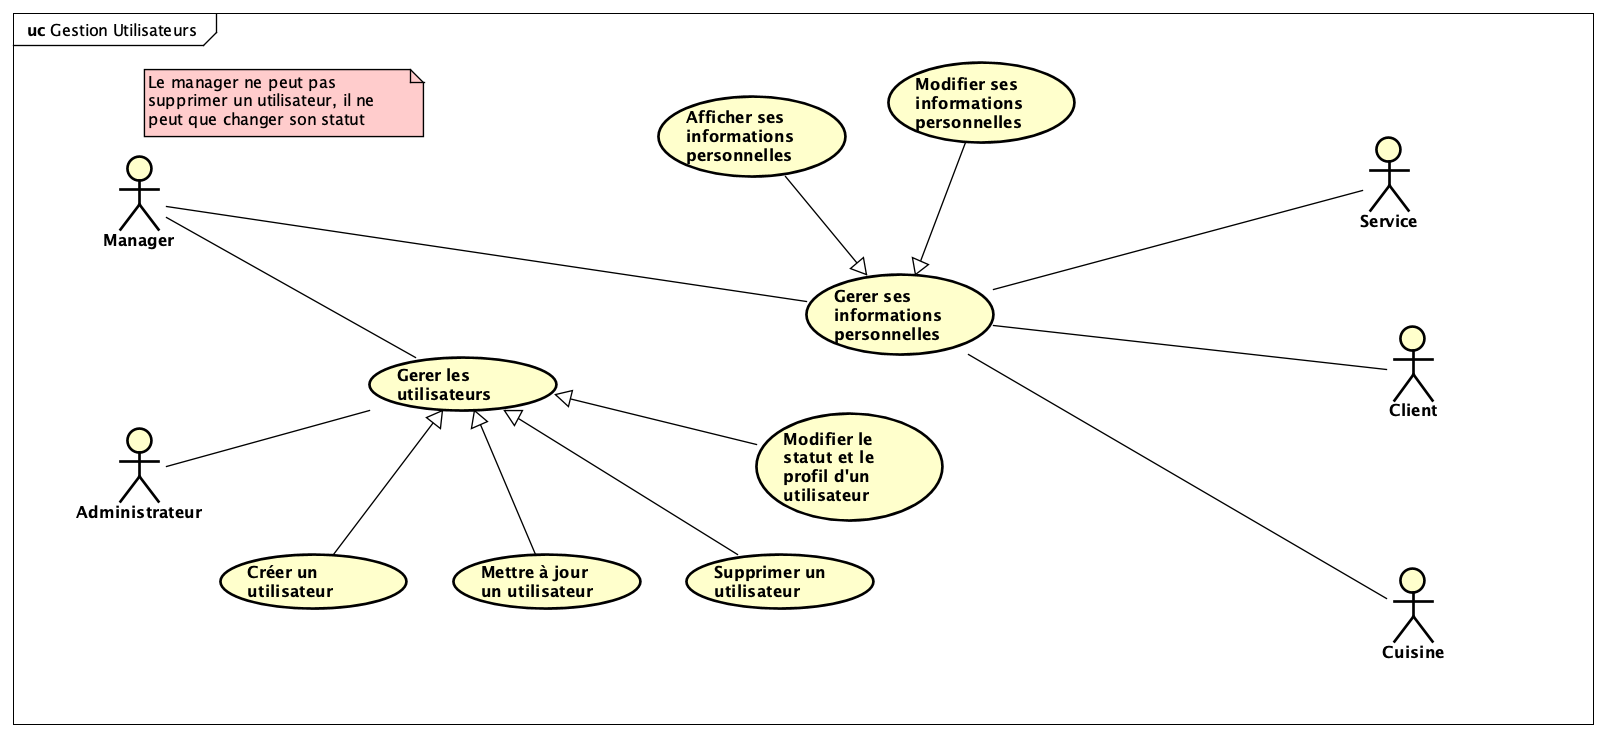 uc Gestion Utilisateurs
Le manager ne peut pas
supprimer un utilisateur, il ne
peut que changer son statut
Modifier ses
informations
personnelles
Afficher ses
informations
personnelles
Manager
Service
Gerer ses
informations
personnelles
Gerer les
utilisateurs
Client
Modifier le
statut et le
profil d'un
utilisateur
Administrateur
Créer un
utilisateur
Mettre à jour
un utilisateur
Supprimer un
utilisateur
Cuisine